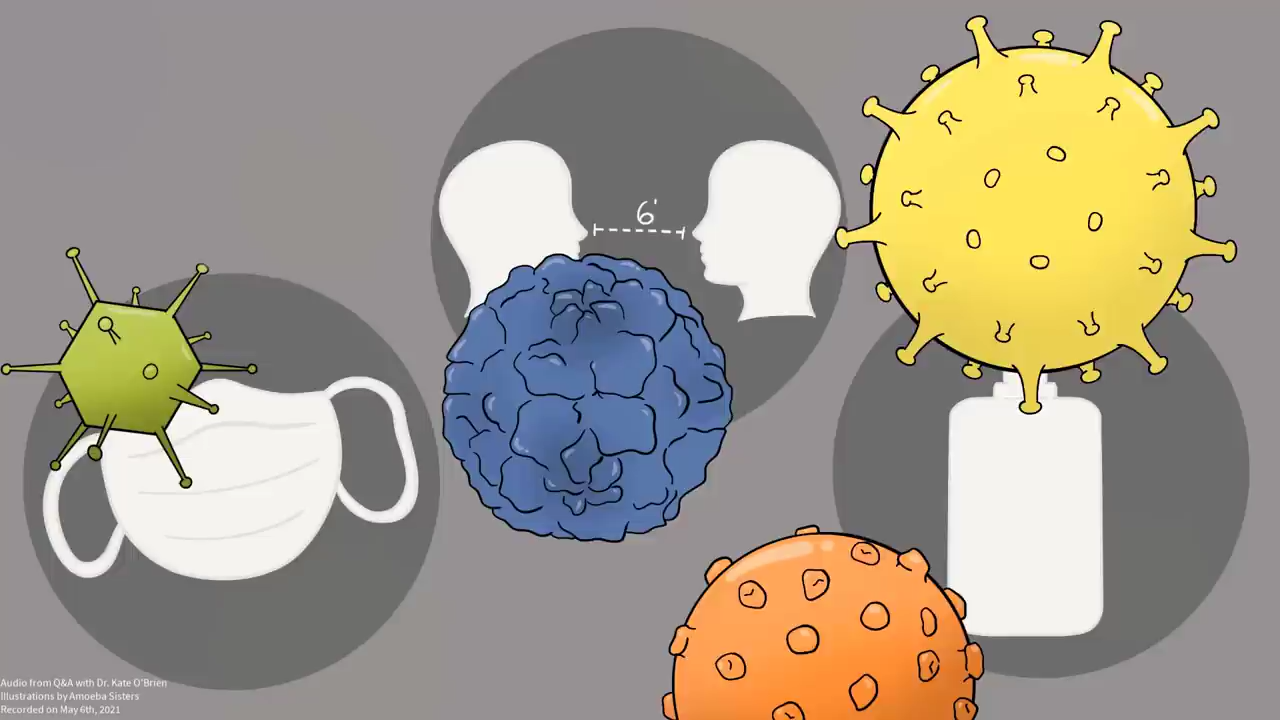 6'
Audio from Q&A with Dr. Kate O'Brien
Illustrations by Amoeba Sisters
Recorded on May 6th, 2021